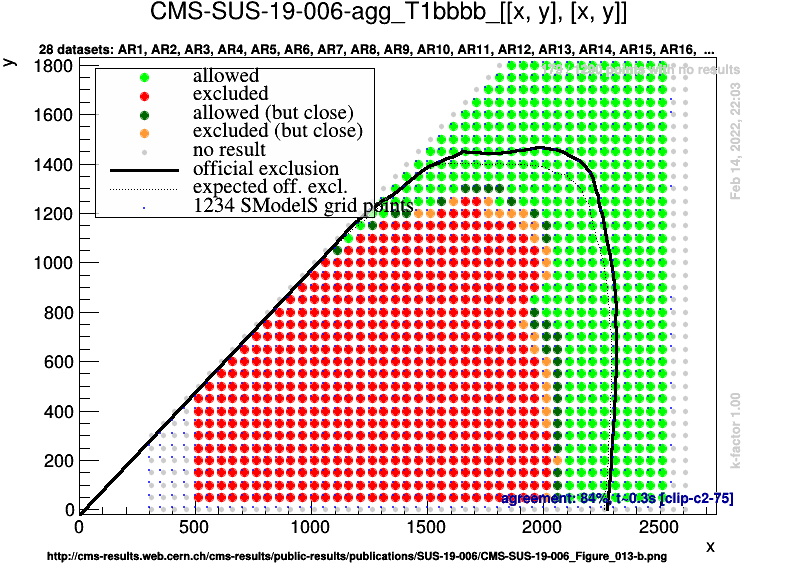 CMS-SUS-19-006-agg_T1bbbb_[[x, y], [x, y]]
28 datasets: AR1, AR2, AR3, AR4, AR5, AR6, AR7, AR8, AR9, AR10, AR11, AR12, AR13, AR14, AR15, AR16, ...
y
points with no results
allowed
excluded
allowed (but close)
excluded (but close)
no result
official exclusion
expected off. excl.
1234 SModelS grid points
1800
1600
1400
1200
1000
800
600
400
200
0
0 500 1000 1500 2000 2500
x
Feb 14, 2022, 22:03
k-factor 1.00
agreement: 84%, t~0.3s [clip-c2-75]
http://cms-results.web.cern.ch/cms-results/public-results/publications/SUS-19-006/CMS-SUS-19-006_Figure_013-b.png